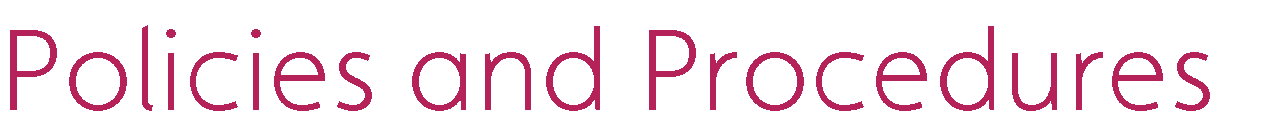 Policies and Procedures